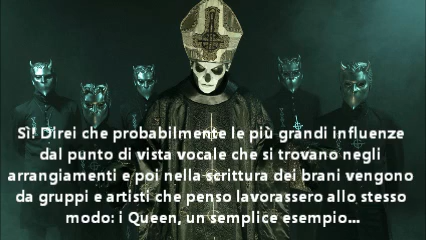 Sì! Direi che probabilmente le più grandi influenze
dal punto di vista vocale che si trovano negli
arrangiamenti e poi nella scrittura dei brani vengono
da gruppi e artisti che penso lavorassero allo stesso
modo: i Queen, un semplice esempio...